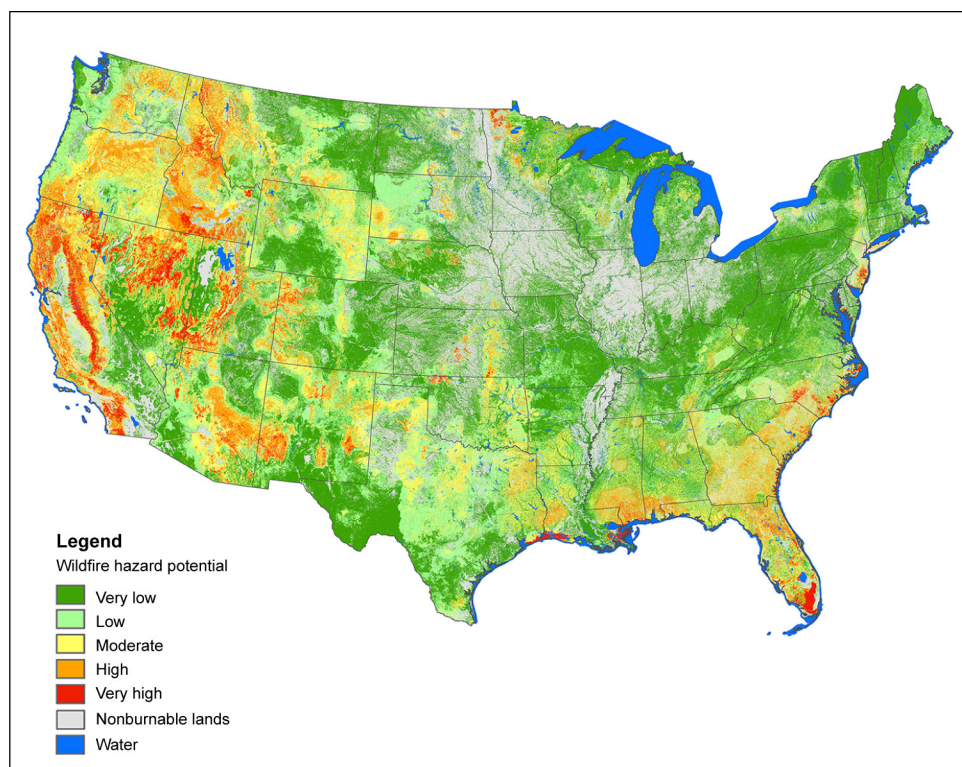 Legend
Wildfire hazard potential
Very low
Low
Moderate
High
Very high
Nonburnable lands
Water